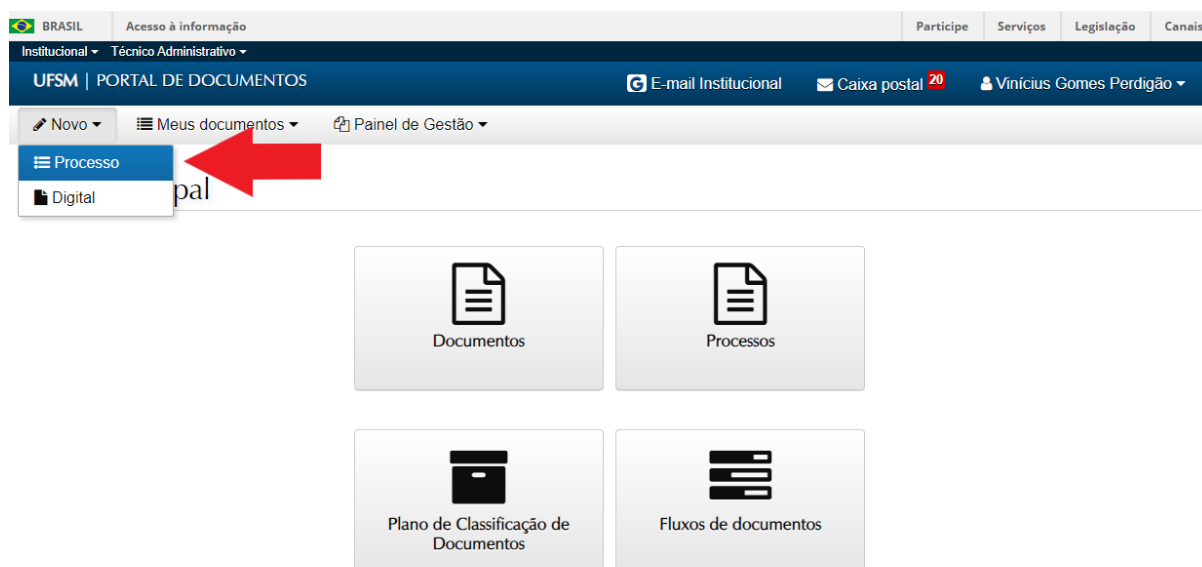 BRASIL Acesso à informação Participe Serviços Legislação Canais
Institucional Técnico Administrativo
UFSM | PORTAL DE DOCUMENTOS E-mail Institucional Caixa postal 20 Vinícius Gomes Perdigão
Novo Meus documentos Painel de Gestão
Processo
Digital
pal
Documentos
Processos
Plano de Classificação de
Documentos
Fluxos de documentos